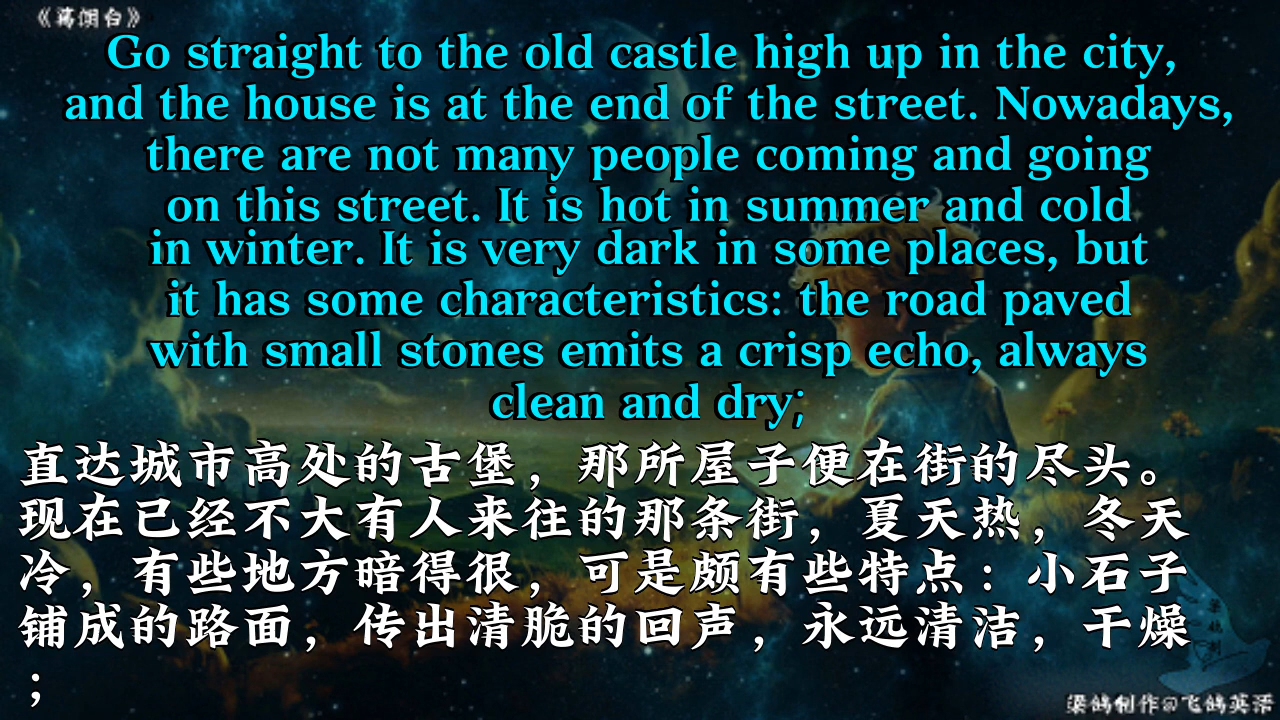 《蒋烟白》
Go straight to the old castle high up in the city,
and the house is at the end of the street. Nowadays,
there are not many people coming and going
on this street. It is hot in summer and cold
in winter. It is very dark in some places, but
it has some characteristics: the road paved
with small stones emits a crisp echo, always
clean and dry;
直达城市高处的古堡，那所屋子便在街的尽头。
现在已经不大有人来往的那条街，夏天热，冬天
冷，有些地方暗得很，可是颇有些特点：小石子
铺成的路面，传出清脆的回声，永远清洁，干燥
；
梁鸽制作@飞鸽英语